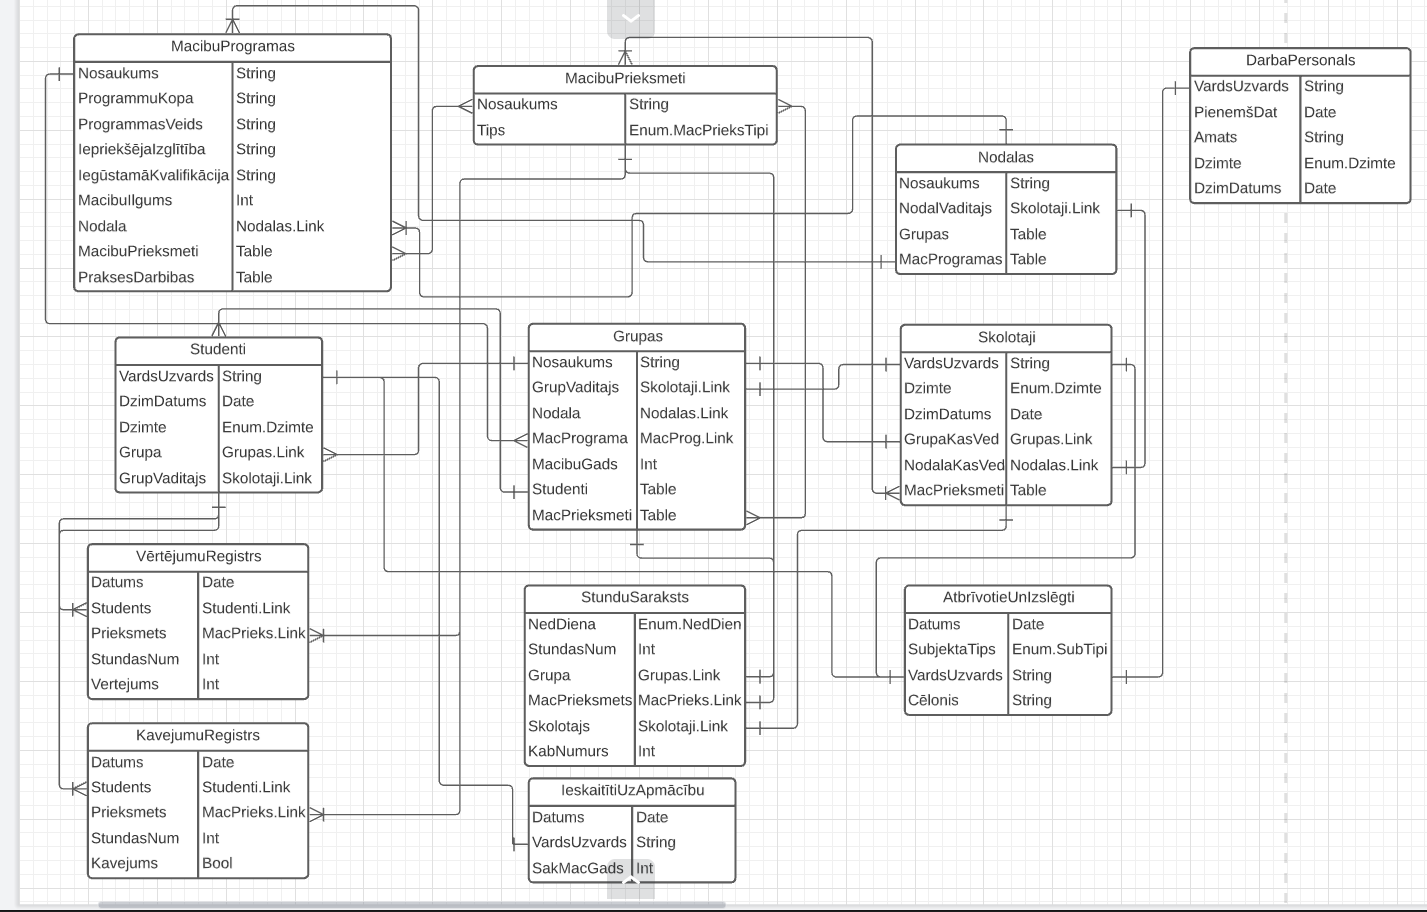 MacibuProgramas
Nosaukums String
ProgrammuKopa String
ProgrammasVeids String
IepriekšējaIzglītība String
IegūstamāKvalifikācija String
MacibuIlgums Int
Nodala Nodalas.Link
MacibuPrieksmeti Table
PraksesDarbibas Table
MacibuPrieksmeti
Nosaukums String
Tips Enum.MacPrieksTipi
Nodalas
Nosaukums String
NodalVaditajs Skolotaji.Link
Grupas Table
MacProgramas Table
DarbaPersonals
VardsUzvards String
PienemšDat Date
Amats String
Dzimte Enum.Dzimte
DzimDatums Date
Studenti
VardsUzvards String
DzimDatums Date
Dzimte Enum.Dzimte
Grupa Grupas.Link
GrupVaditajs Skolotaji.Link
Grupas
Nosaukums String
GrupVaditajs Skolotaji.Link
Nodala Nodalas.Link
MacPrograma MacProg.Link
MacibuGads Int
Studenti Table
MacPrieksmeti Table
Skolotaji
VardsUzvards String
Dzimte Enum.Dzimte
DzimDatums Date
GrupaKasVed Grupas.Link
NodalaKasVed Nodalas.Link
MacPrieksmeti Table
VērtējumuRegistrs
Datums Date
Students Studenti.Link
Prieksmets MacPrieks.Link
StundasNum Int
Vertejums Int
StunduSaraksts
NedDiena Enum.NedDien
StundasNum Int
Grupa Grupas.Link
MacPrieksmets MacPrieks.Link
Skolotajs Skolotaji.Link
KabNumurs Int
AtbrīvotieUnIzslēgti
Datums Date
SubjektaTips Enum.SubTipi
VardsUzvards String
Cēlonis String
KavejumuRegistrs
Datums Date
Students Studenti.Link
Prieksmets MacPrieks.Link
StundasNum Int
Kavejums Bool
IeskaitītiUzApmācību
Datums Date
VardsUzvards String
SakMacGads Int